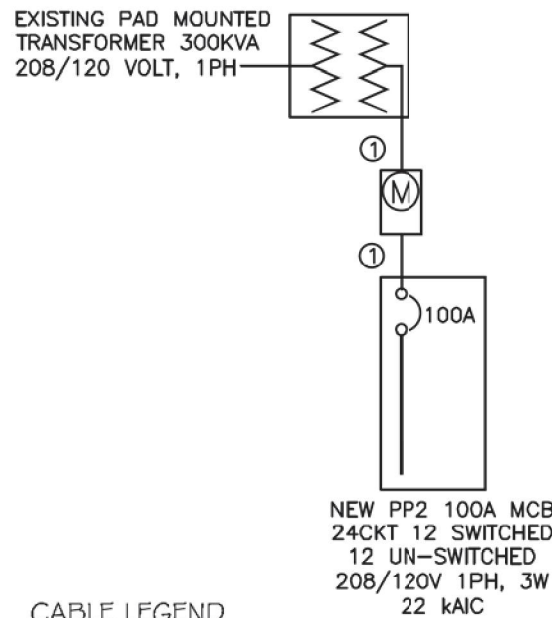 EXISTING PAD MOUNTED
TRANSFORMER 300KVA
208/120 VOLT, 1PH
1
M
1
100A
NEW PP2 100A MCB
24CKT 12 SWITCHED
12 UN-SWITCHED
208/120V 1PH, 3W
22 kAIC
CABLE LEGEND